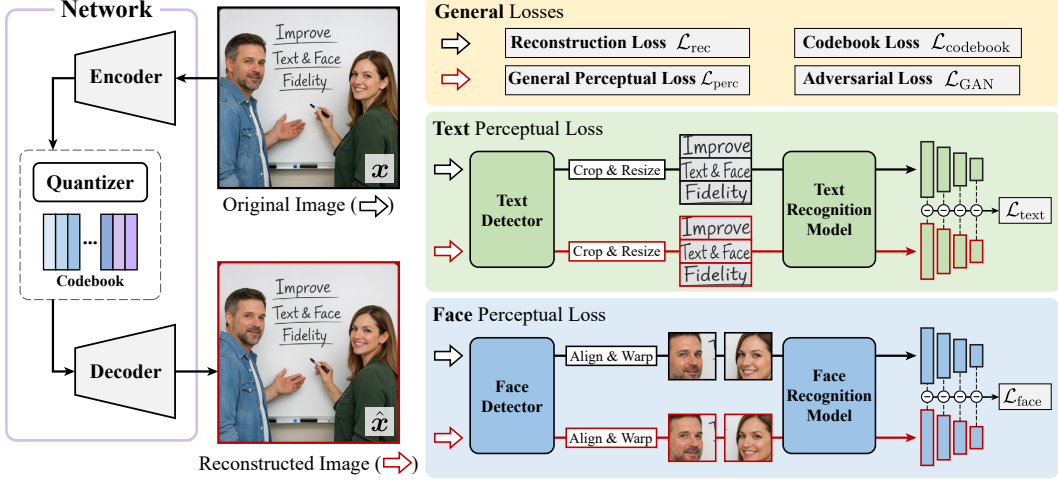 Network
Encoder
Quantizer
...
Codebook
Decoder
Improve
Text & Face
Fidelity
x
Original Image (⇨)
Improve
Text & Face
Fidelity
x̂
Reconstructed Image (⇨)
General Losses
Reconstruction Loss ℒrec
Codebook Loss ℒcodebook
General Perceptual Loss ℒperc
Adversarial Loss ℒGAN
Text Perceptual Loss
Text
Detector
Crop & Resize
Crop & Resize
Improve
Text & Face
Fidelity
Improve
Text & Face
Fidelity
Text
Recognition
Model
ℒtext
Face Perceptual Loss
Face
Detector
Align & Warp
Align & Warp
Face
Recognition
Model
ℒface